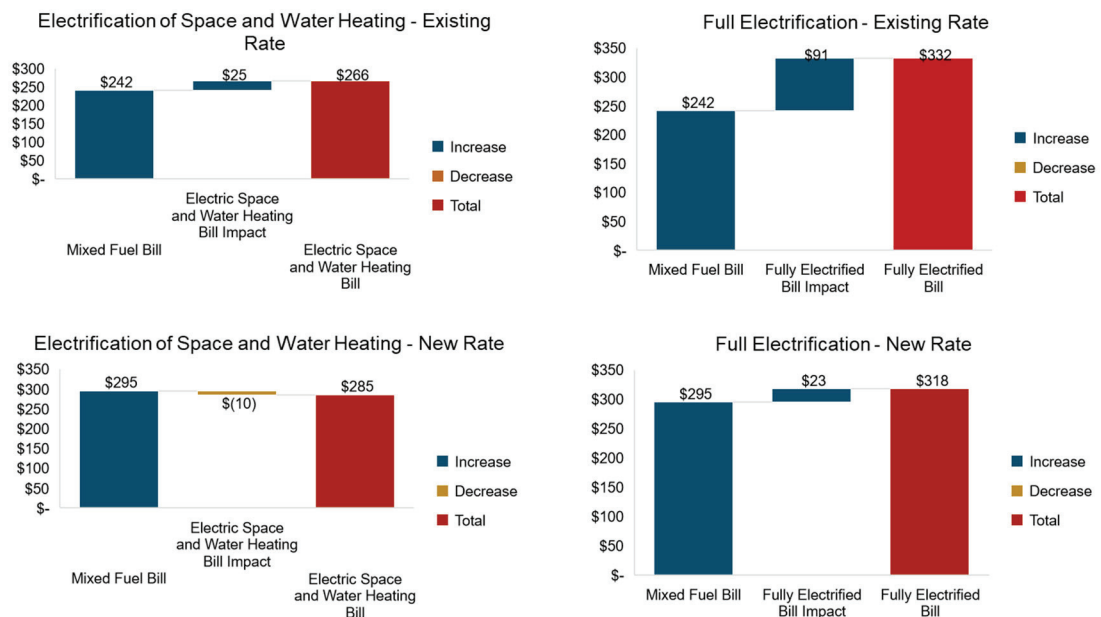 Electrification of Space and Water Heating - Existing
Rate
$300
$250
$200
$150
$100
$50
$-
$242
$25
$266
Mixed Fuel Bill
Electric Space
and Water Heating
Bill Impact
Electric Space
and Water Heating
Bill
Increase
Decrease
Total
Full Electrification - Existing Rate
$350
$300
$250
$200
$150
$100
$50
$-
$242
$91
$332
Mixed Fuel Bill
Fully Electrified
Bill Impact
Fully Electrified
Bill
Increase
Decrease
Total
Electrification of Space and Water Heating - New Rate
$350
$300
$250
$200
$150
$100
$50
$-
$295
$(10)
$285
Mixed Fuel Bill
Electric Space
and Water Heating
Bill Impact
Electric Space
and Water Heating
Bill
Increase
Decrease
Total
Full Electrification - New Rate
$350
$300
$250
$200
$150
$100
$50
$-
$295
$23
$318
Mixed Fuel Bill
Fully Electrified
Bill Impact
Fully Electrified
Bill
Increase
Decrease
Total